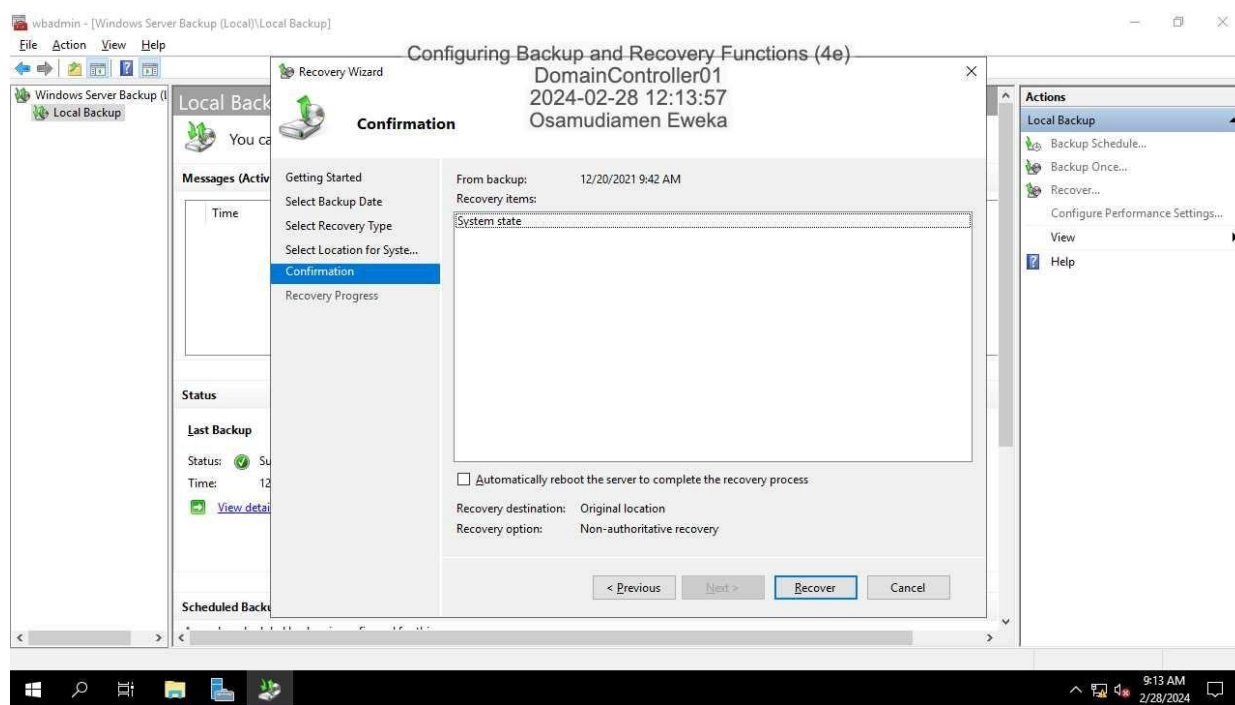 wbadmin - [Windows Server Backup (Local)\Local Backup]
File Action View Help
Configuring Backup and Recovery Functions (4e)
DomainController01
2024-02-28 12:13:57
Osamudiamen Eweka
Windows Server Backup (L
Local Backup
Local Back
You ca
Messages (Activ
Time
Status
Last Backup
Status: Su
Time: 12
View detai
Scheduled Backu
Recovery Wizard
Confirmation
Getting Started
Select Backup Date
Select Recovery Type
Select Location for Syste...
Confirmation
Recovery Progress
From backup: 12/20/2021 9:42 AM
Recovery items:
System state
Automatically reboot the server to complete the recovery process
Recovery destination: Original location
Recovery option: Non-authoritative recovery
< Previous Next > Recover Cancel
Actions
Local Backup
Backup Schedule...
Backup Once...
Recover...
Configure Performance Settings...
View
Help
9:13 AM
2/28/2024